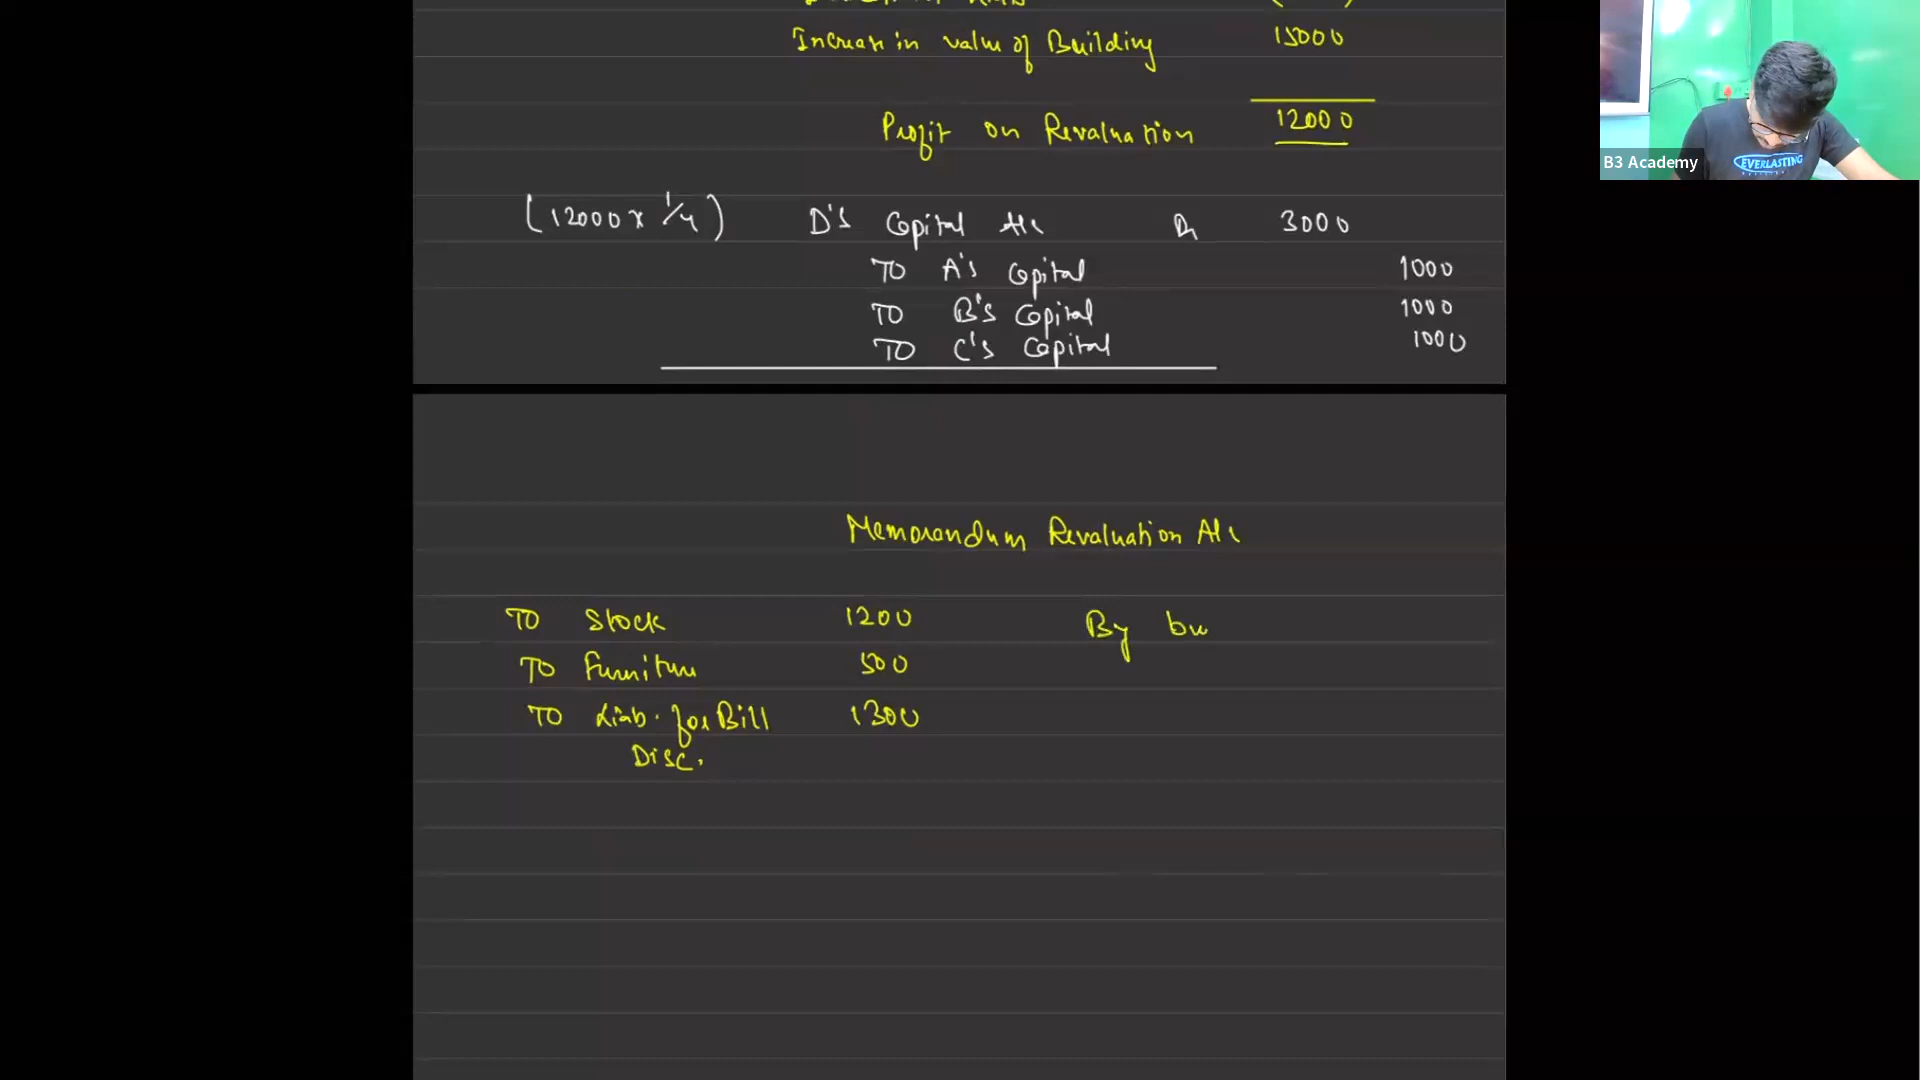 Increase in value of Building 15000
Profit on Revaluation 12000
(12000 x 1/4) D's Capital A/c Dr 3000
TO A's Capital 1000
TO B's Capital 1000
TO C's Capital 1000
Memorandum Revaluation A/c
TO Stock 1200 By bu
TO Furniture 500
TO Liab. for Bill 1300
Disc.
B3 Academy
EVERLASTING